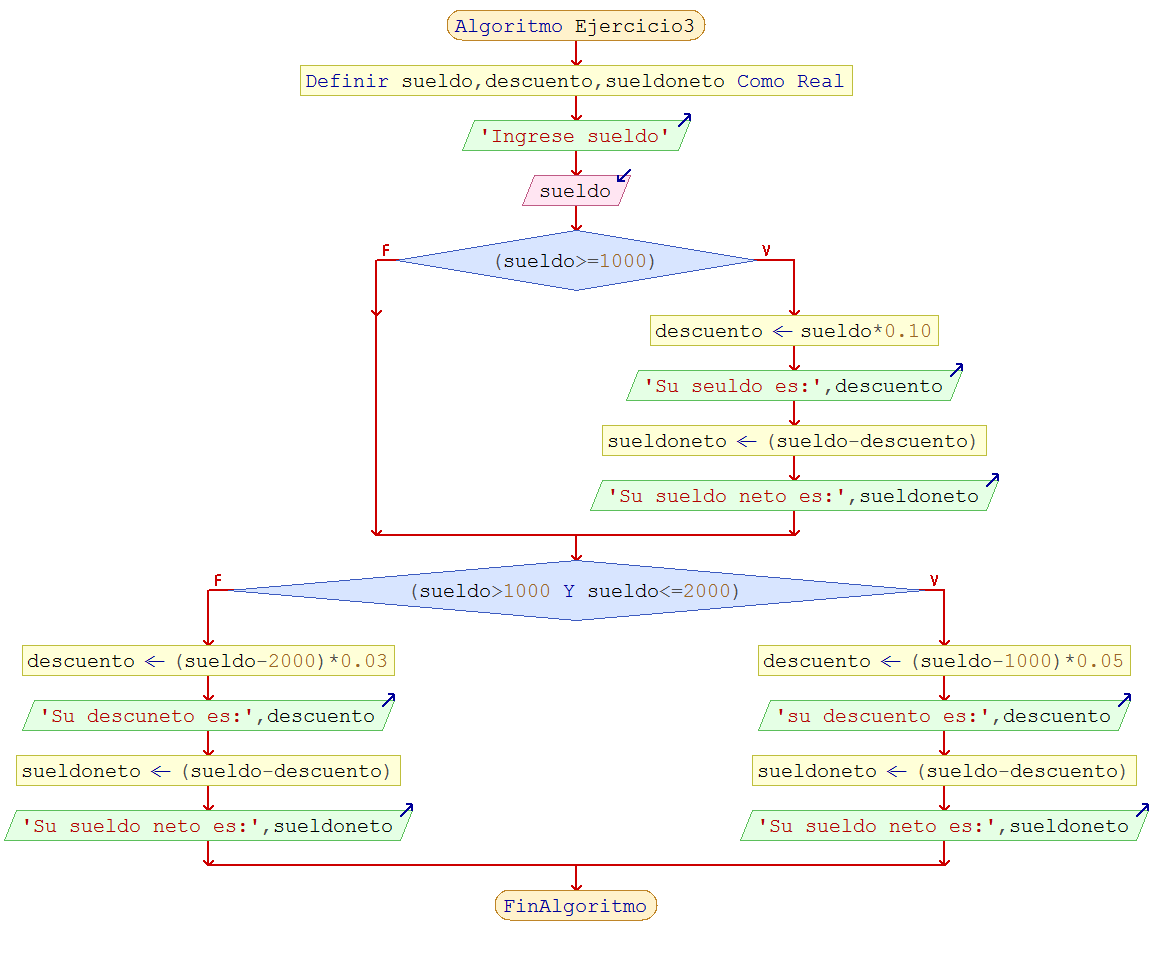 Algoritmo Ejercicio3
Definir sueldo,descuento,sueldoneto Como Real
'Ingrese sueldo'
sueldo
F
V
(sueldo>=1000)
descuento ← sueldo*0.10
'Su seuldo es:',descuento
sueldoneto ← (sueldo-descuento)
'Su sueldo neto es:',sueldoneto
F
V
(sueldo>1000 Y sueldo<=2000)
descuento ← (sueldo-2000)*0.03
'Su descuneto es:',descuento
sueldoneto ← (sueldo-descuento)
'Su sueldo neto es:',sueldoneto
descuento ← (sueldo-1000)*0.05
'su descuento es:',descuento
sueldoneto ← (sueldo-descuento)
'Su sueldo neto es:',sueldoneto
FinAlgoritmo